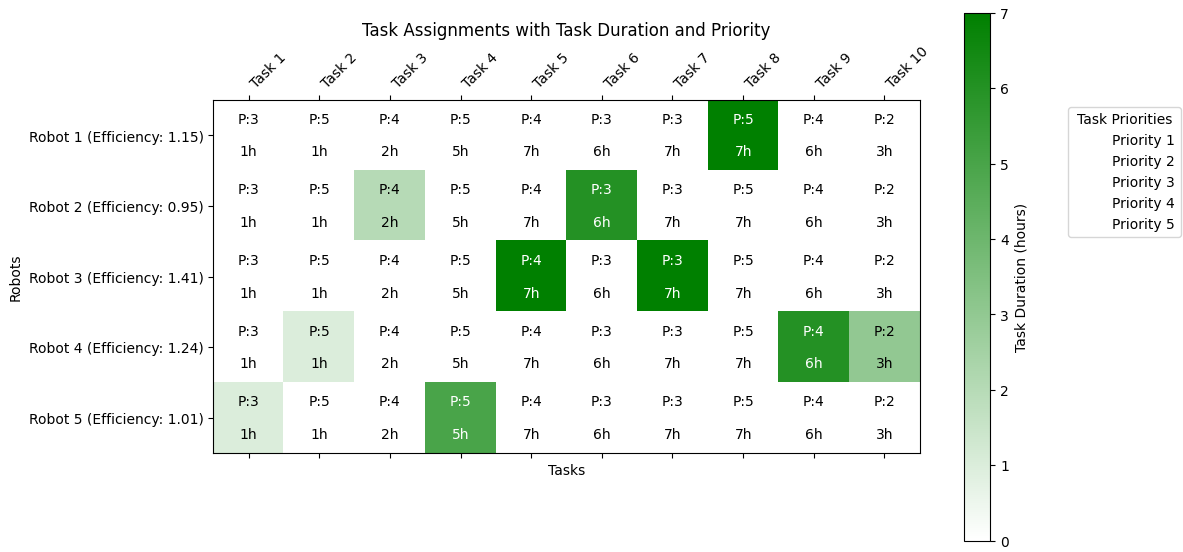 Task Assignments with Task Duration and Priority
Task 1 Task 2 Task 3 Task 4 Task 5 Task 6 Task 7 Task 8 Task 9 Task 10
Robots
Robot 1 (Efficiency: 1.15)
P:3 P:5 P:4 P:5 P:4 P:3 P:3 P:5 P:4 P:2
1h 1h 2h 5h 7h 6h 7h 7h 6h 3h
Robot 2 (Efficiency: 0.95)
P:3 P:5 P:4 P:5 P:4 P:3 P:3 P:5 P:4 P:2
1h 1h 2h 5h 7h 6h 7h 7h 6h 3h
Robot 3 (Efficiency: 1.41)
P:3 P:5 P:4 P:5 P:4 P:3 P:3 P:5 P:4 P:2
1h 1h 2h 5h 7h 6h 7h 7h 6h 3h
Robot 4 (Efficiency: 1.24)
P:3 P:5 P:4 P:5 P:4 P:3 P:3 P:5 P:4 P:2
1h 1h 2h 5h 7h 6h 7h 7h 6h 3h
Robot 5 (Efficiency: 1.01)
P:3 P:5 P:4 P:5 P:4 P:3 P:3 P:5 P:4 P:2
1h 1h 2h 5h 7h 6h 7h 7h 6h 3h
Tasks
7
6
5
4
3
2
1
0
Task Duration (hours)
Task Priorities
Priority 1
Priority 2
Priority 3
Priority 4
Priority 5